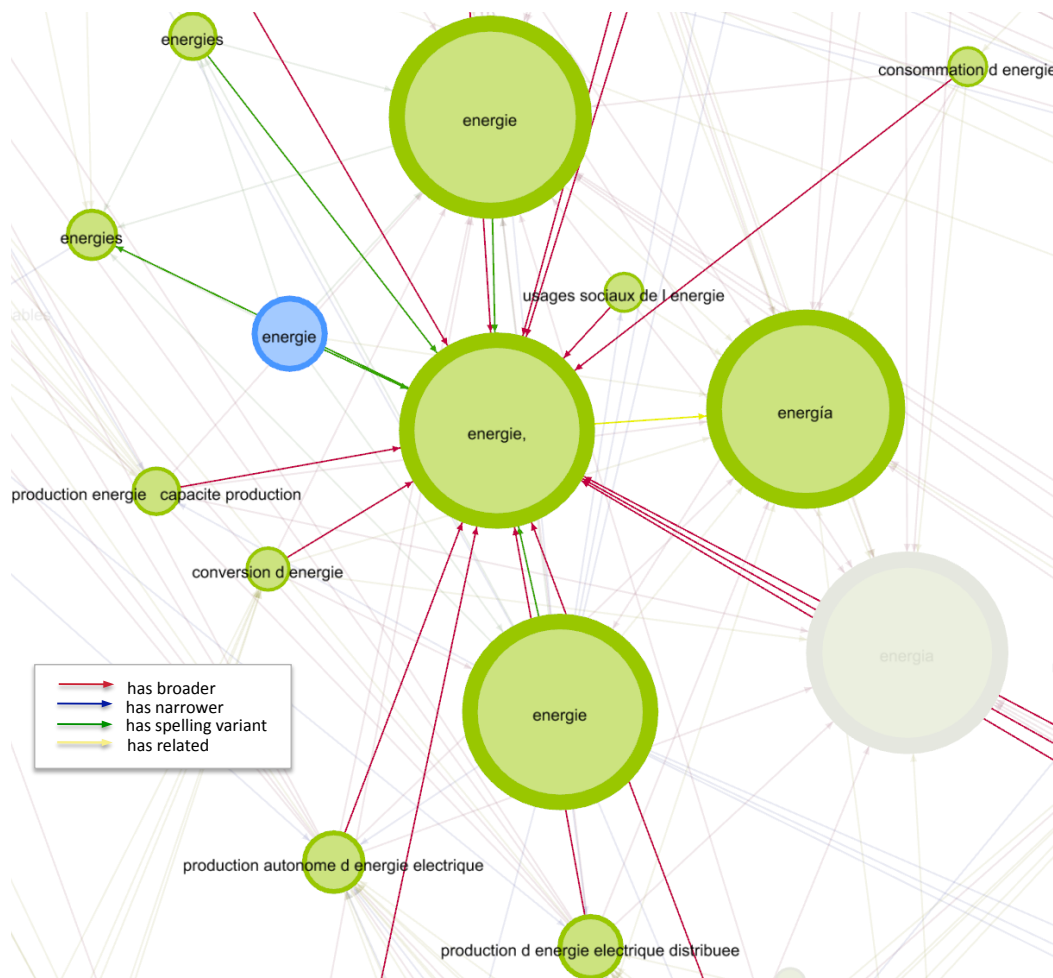 energies
energie
consommation d energie
energies
usages sociaux de l energie
ables
energie
energía
energie,
production energie capacite production
conversion d energie
energia
has broader
has narrower
has spelling variant
has related
energie
production autonome d energie electrique
production d energie electrique distribuee